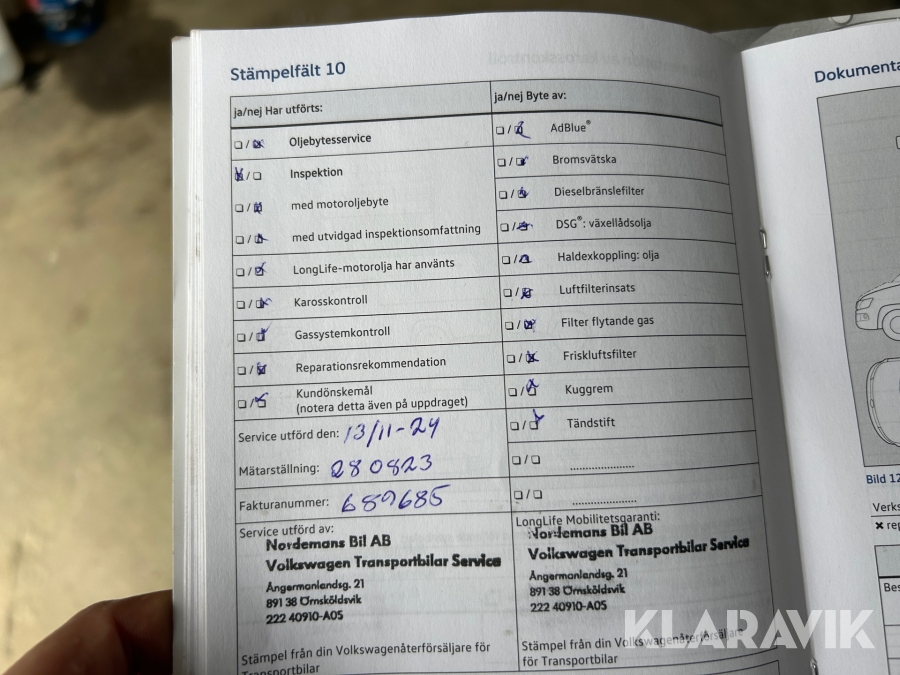 Stämpelfält 10
ja/nej Har utförts:
ja/nej Byte av:
Oljebytesservice
Inspektion
med motoroljebyte
med utvidgad inspektionsomfattning
LongLife-motorolja har använts
Karosskontroll
Gassystemkontroll
Reparationsrekommendation
Kundönskemål
(notera detta även på uppdraget)
AdBlue®
Bromsvätska
Dieselbränslefilter
DSG®: växellådsolja
Haldexkoppling: olja
Luftfilterinsats
Filter flytande gas
Friskluftsfilter
Kuggrem
Tändstift
Service utförd den: 13/11-24
Mätarställning: 280823
Fakturanummer: 689685
Service utförd av:
Nordemans Bil AB
Volkswagen Transportbilar Service
Ångermanlandsg. 21
891 38 Örnsköldsvik
222 40910-A05
Stämpel från din Volkswagenåterförsäljare för
Transportbilar
LongLife Mobilitetsgaranti:
Nordemans Bil AB
Volkswagen Transportbilar Service
Ångermanlandsg. 21
891 38 Örnsköldsvik
222 40910-A05
Stämpel från din Volkswagenåterförsäljare
för Transportbilar
Dokumenta
Bild 12
Verks
✖ rep
Bes
KLARAVIK